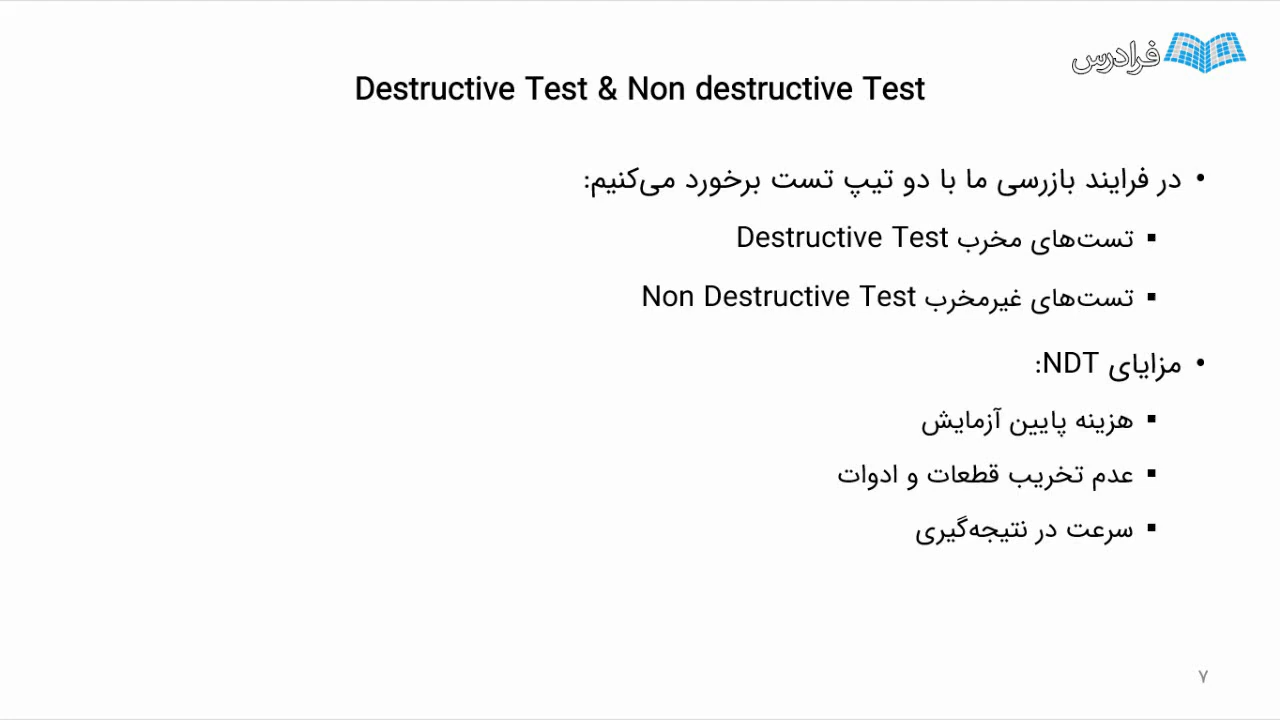 فرادرس
Destructive Test & Non destructive Test
• در فرایند بازرسی ما با دو تیپ تست برخورد می‌کنیم:
▪ تست‌های مخرب Destructive Test
▪ تست‌های غیرمخرب Non Destructive Test
• مزایای NDT:
▪ هزینه پایین آزمایش
▪ عدم تخریب قطعات و ادوات
▪ سرعت در نتیجه‌گیری
۷